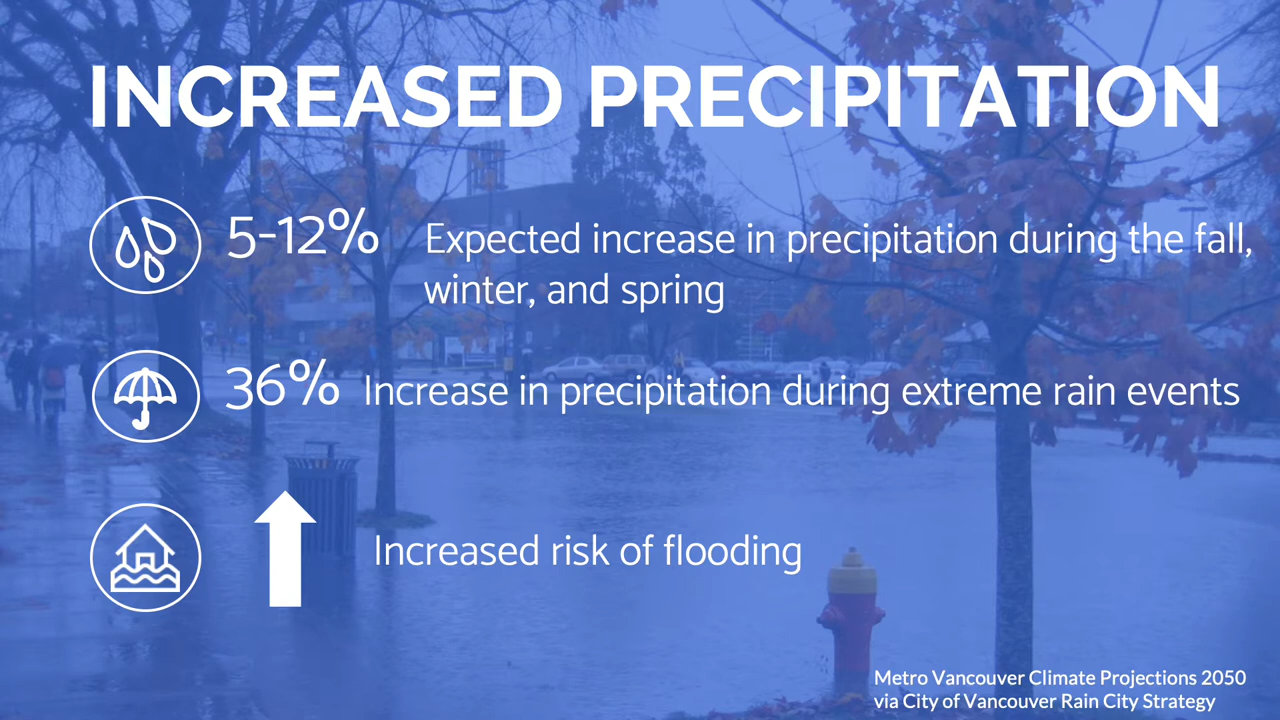 INCREASED PRECIPITATION
5-12% Expected increase in precipitation during the fall,
winter, and spring
36% Increase in precipitation during extreme rain events
Increased risk of flooding
Metro Vancouver Climate Projections 2050
via City of Vancouver Rain City Strategy